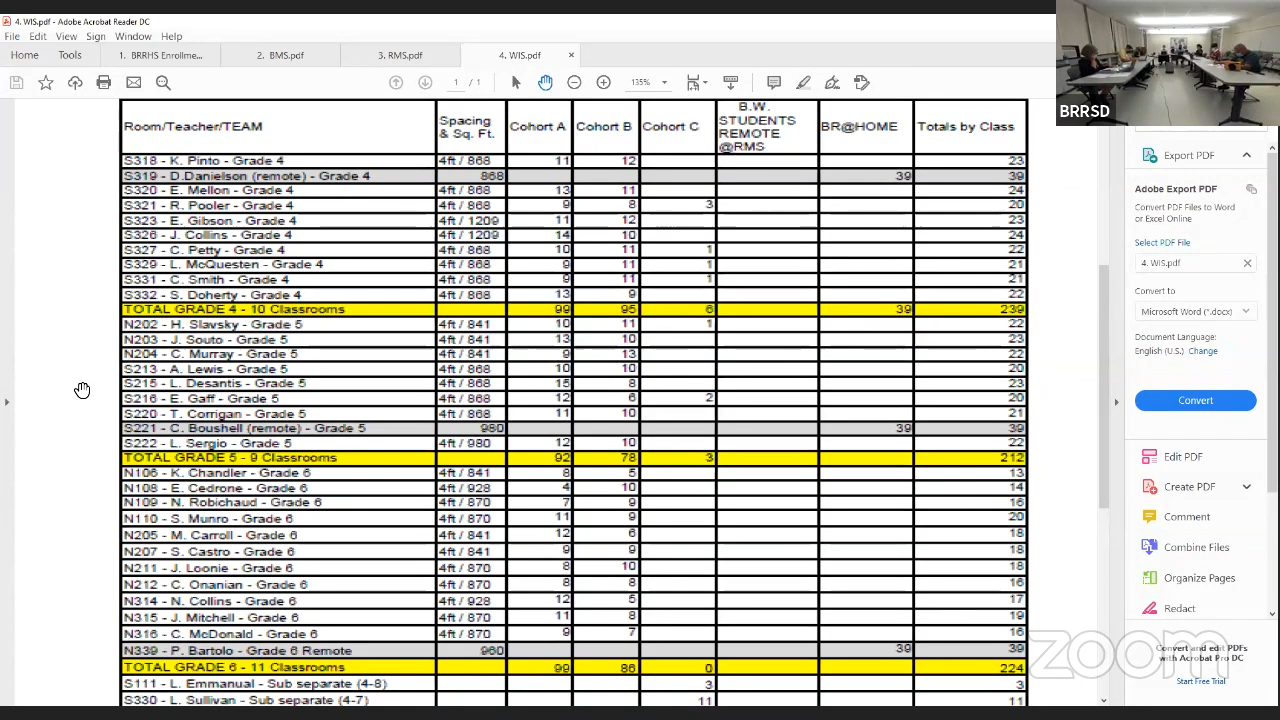 4. WIS.pdf - Adobe Acrobat Reader DC
File Edit View Sign Window Help
Home Tools 1. BRRHS Enrollme... 2. BMS.pdf 3. RMS.pdf 4. WIS.pdf ×
1 / 1 135%
BRRSD
Room/Teacher/TEAM Spacing & Sq. Ft. Cohort A Cohort B Cohort C B.W. STUDENTS REMOTE @RMS BR@HOME Totals by Class
S318 - K. Pinto - Grade 4 4ft / 868 11 12 23
S319 - D.Danielson (remote) - Grade 4 868 39 39
S320 - E. Mellon - Grade 4 4ft / 868 13 11 24
S321 - R. Pooler - Grade 4 4ft / 868 9 8 3 20
S323 - E. Gibson - Grade 4 4ft / 1209 11 12 23
S326 - J. Collins - Grade 4 4ft / 1209 14 10 24
S327 - C. Petty - Grade 4 4ft / 868 10 11 1 22
S329 - L. McQuesten - Grade 4 4ft / 868 9 11 1 21
S331 - C. Smith - Grade 4 4ft / 868 9 11 1 21
S332 - S. Doherty - Grade 4 4ft / 868 13 9 22
TOTAL GRADE 4 - 10 Classrooms 99 95 6 39 239
N202 - H. Slavsky - Grade 5 4ft / 841 10 11 1 22
N203 - J. Souto - Grade 5 4ft / 841 13 10 23
N204 - C. Murray - Grade 5 4ft / 841 9 13 22
S213 - A. Lewis - Grade 5 4ft / 868 10 10 20
S215 - L. Desantis - Grade 5 4ft / 868 15 8 23
S216 - E. Gaff - Grade 5 4ft / 868 12 6 2 20
S220 - T. Corrigan - Grade 5 4ft / 868 11 10 21
S221 - C. Boushell (remote) - Grade 5 980 39 39
S222 - L. Sergio - Grade 5 4ft / 980 12 10 22
TOTAL GRADE 5 - 9 Classrooms 92 78 3 212
N106 - K. Chandler - Grade 6 4ft / 841 8 5 13
N108 - E. Cedrone - Grade 6 4ft / 928 4 10 14
N109 - N. Robichaud - Grade 6 4ft / 870 7 9 16
N110 - S. Munro - Grade 6 4ft / 870 11 9 20
N205 - M. Carroll - Grade 6 4ft / 841 12 6 18
N207 - S. Castro - Grade 6 4ft / 841 9 9 18
N211 - J. Loonie - Grade 6 4ft / 870 8 10 18
N212 - C. Onanian - Grade 6 4ft / 870 8 8 16
N314 - N. Collins - Grade 6 4ft / 928 12 5 17
N315 - J. Mitchell - Grade 6 4ft / 870 11 8 19
N316 - C. McDonald - Grade 6 4ft / 870 9 7 16
N339 - P. Bartolo - Grade 6 Remote 960 39 39
TOTAL GRADE 6 - 11 Classrooms 99 86 0 224
S111 - L. Emmanual - Sub separate (4-8) 3 3
S330 - L. Sullivan - Sub separate (4-7) 11 11
Export PDF
Adobe Export PDF
Convert PDF Files to Word
or Excel Online
Select PDF File
4. WIS.pdf ×
Convert to
Microsoft Word (*.docx)
Document Language:
English (U.S.) Change
Convert
Edit PDF
Create PDF
Comment
Combine Files
Organize Pages
Redact
Convert and edit PDFs
with Acrobat Pro DC
Start Free Trial
zoom